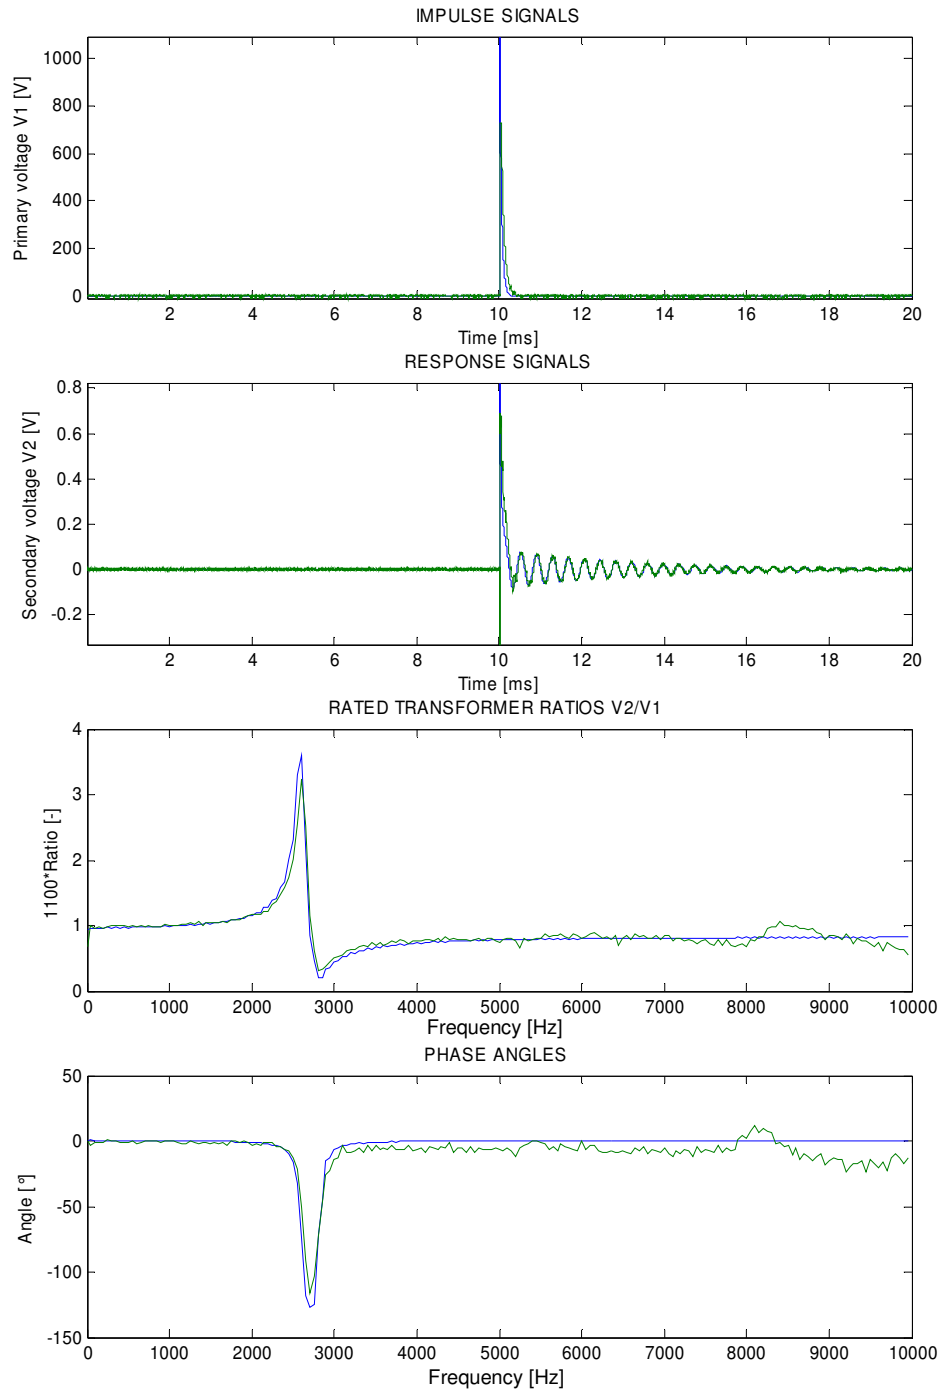 IMPULSE SIGNALS
Primary voltage V1 [V]
1000
800
600
400
200
0
2 4 6 8 10 12 14 16 18 20
Time [ms]
RESPONSE SIGNALS
Secondary voltage V2 [V]
0.8
0.6
0.4
0.2
0
-0.2
2 4 6 8 10 12 14 16 18 20
Time [ms]
RATED TRANSFORMER RATIOS V2/V1
1100*Ratio [-]
4
3
2
1
0
0 1000 2000 3000 4000 5000 6000 7000 8000 9000 10000
Frequency [Hz]
PHASE ANGLES
Angle [°]
50
0
-50
-100
-150
0 1000 2000 3000 4000 5000 6000 7000 8000 9000 10000
Frequency [Hz]